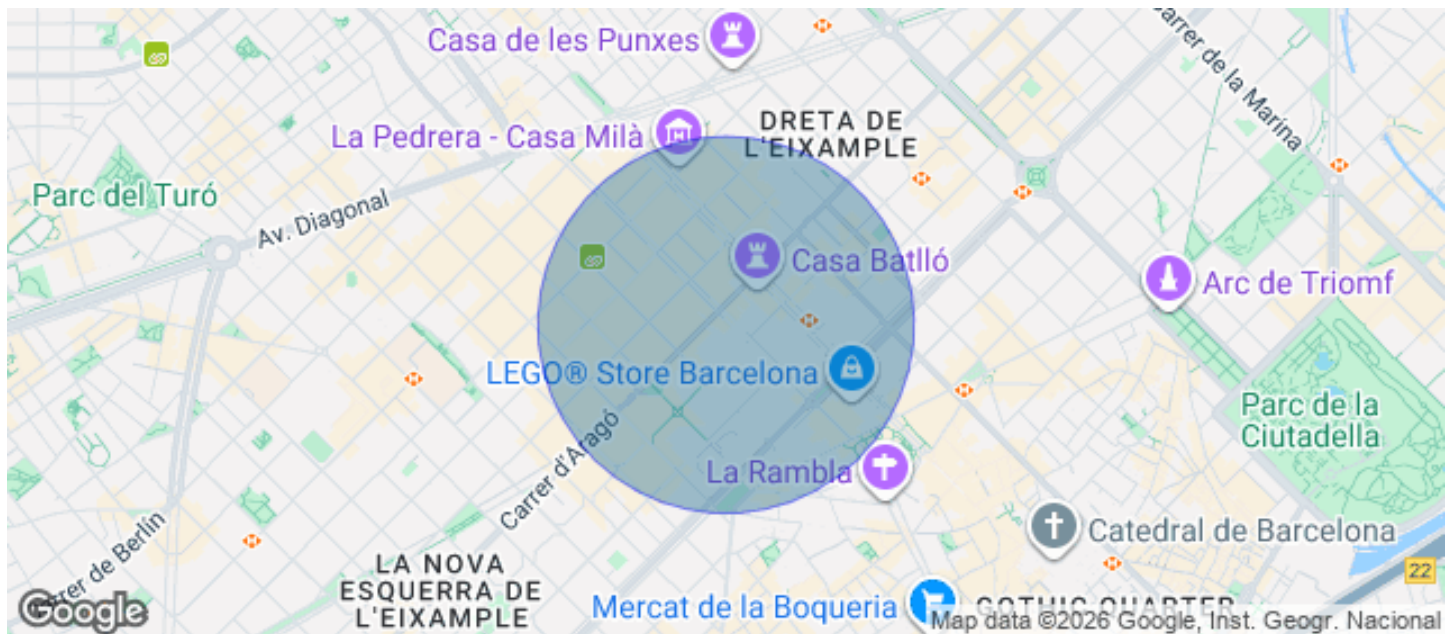 Casa de les Punxes
DRETA DE
L'EIXAMPLE
La Pedrera - Casa Milà
Carrer de la Marina
Parc del Turó
Av. Diagonal
Casa Batlló
Arc de Triomf
LEGO® Store Barcelona
Parc de la
Ciutadella
Carrer d'Aragó
La Rambla
Catedral de Barcelona
Carrer de Berlín
LA NOVA
ESQUERRA DE
L'EIXAMPLE
22
Mercat de la Boqueria
GOTHIC QUARTER
Google
Map data ©2026 Google, Inst. Geogr. Nacional